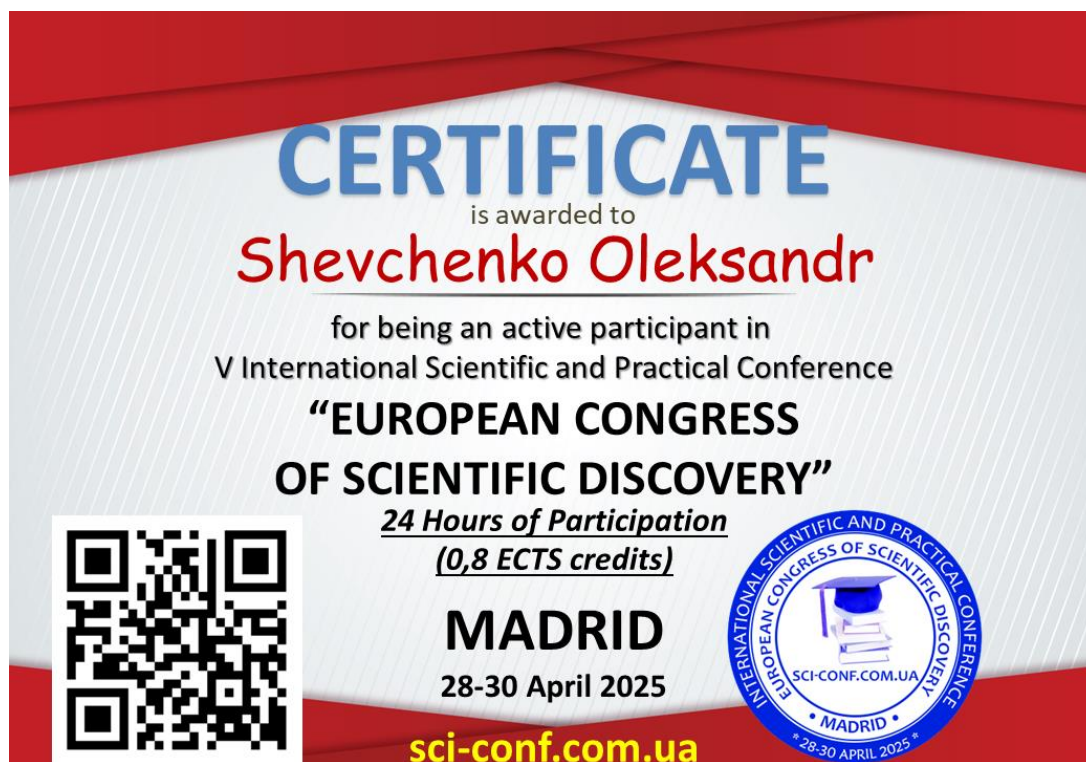 CERTIFICATE
is awarded to
Shevchenko Oleksandr
for being an active participant in
V International Scientific and Practical Conference
“EUROPEAN CONGRESS
OF SCIENTIFIC DISCOVERY”
24 Hours of Participation
(0,8 ECTS credits)
MADRID
28-30 April 2025
sci-conf.com.ua
INTERNATIONAL SCIENTIFIC AND PRACTICAL CONFERENCE
EUROPEAN CONGRESS OF SCIENTIFIC DISCOVERY
SCI-CONF.COM.UA
• MADRID •
* 28-30 APRIL 2025 *